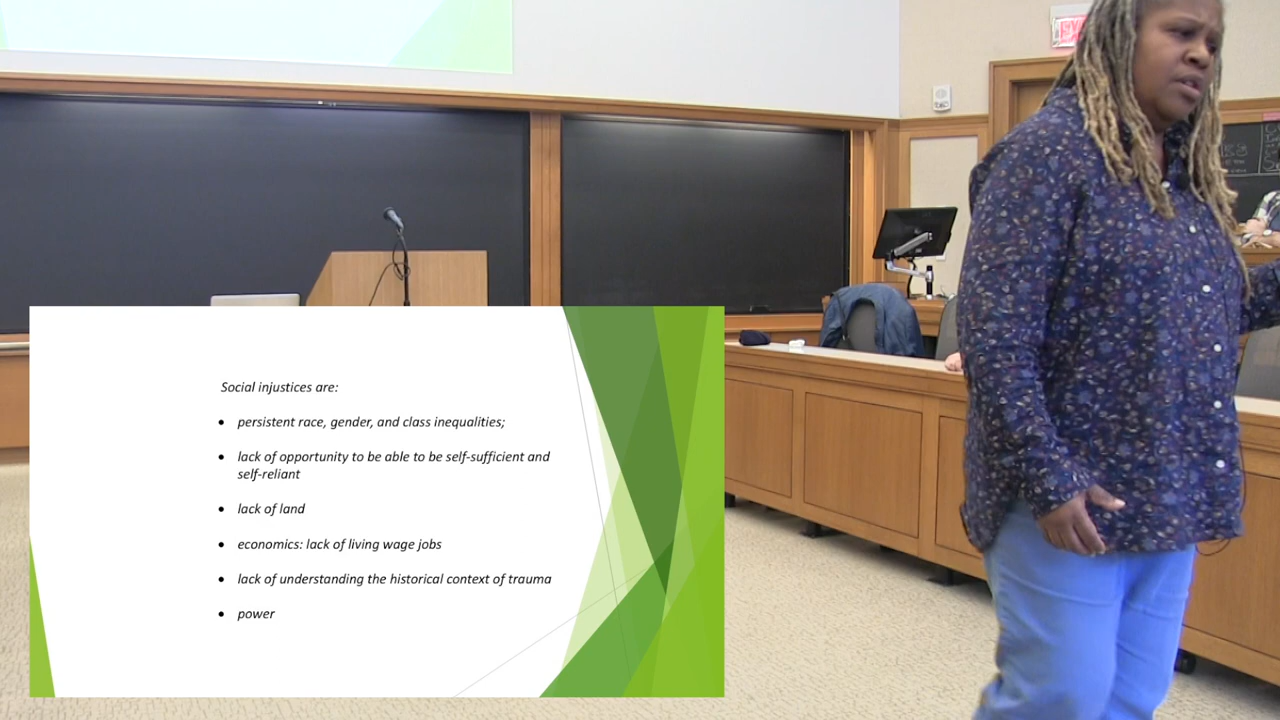 EXIT
Social injustices are:
• persistent race, gender, and class inequalities;
• lack of opportunity to be able to be self-sufficient and
self-reliant
• lack of land
• economics: lack of living wage jobs
• lack of understanding the historical context of trauma
• power